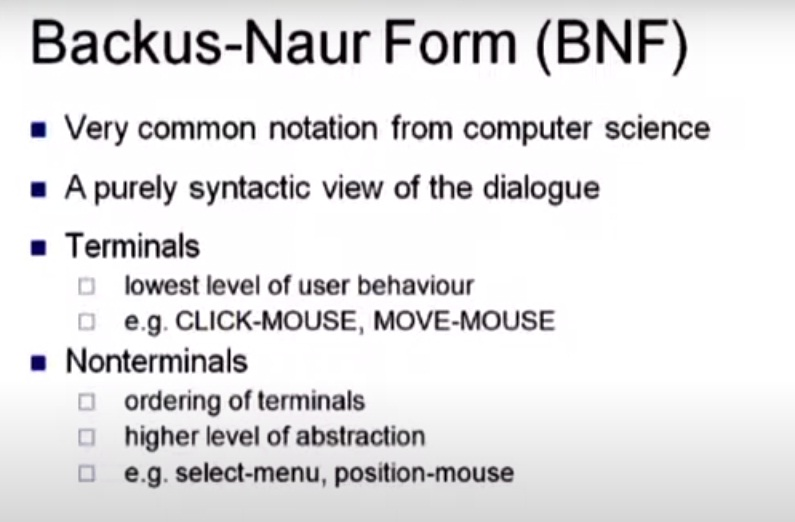 Backus-Naur Form (BNF)
Very common notation from computer science
A purely syntactic view of the dialogue
Terminals
lowest level of user behaviour
e.g. CLICK-MOUSE, MOVE-MOUSE
Nonterminals
ordering of terminals
higher level of abstraction
e.g. select-menu, position-mouse